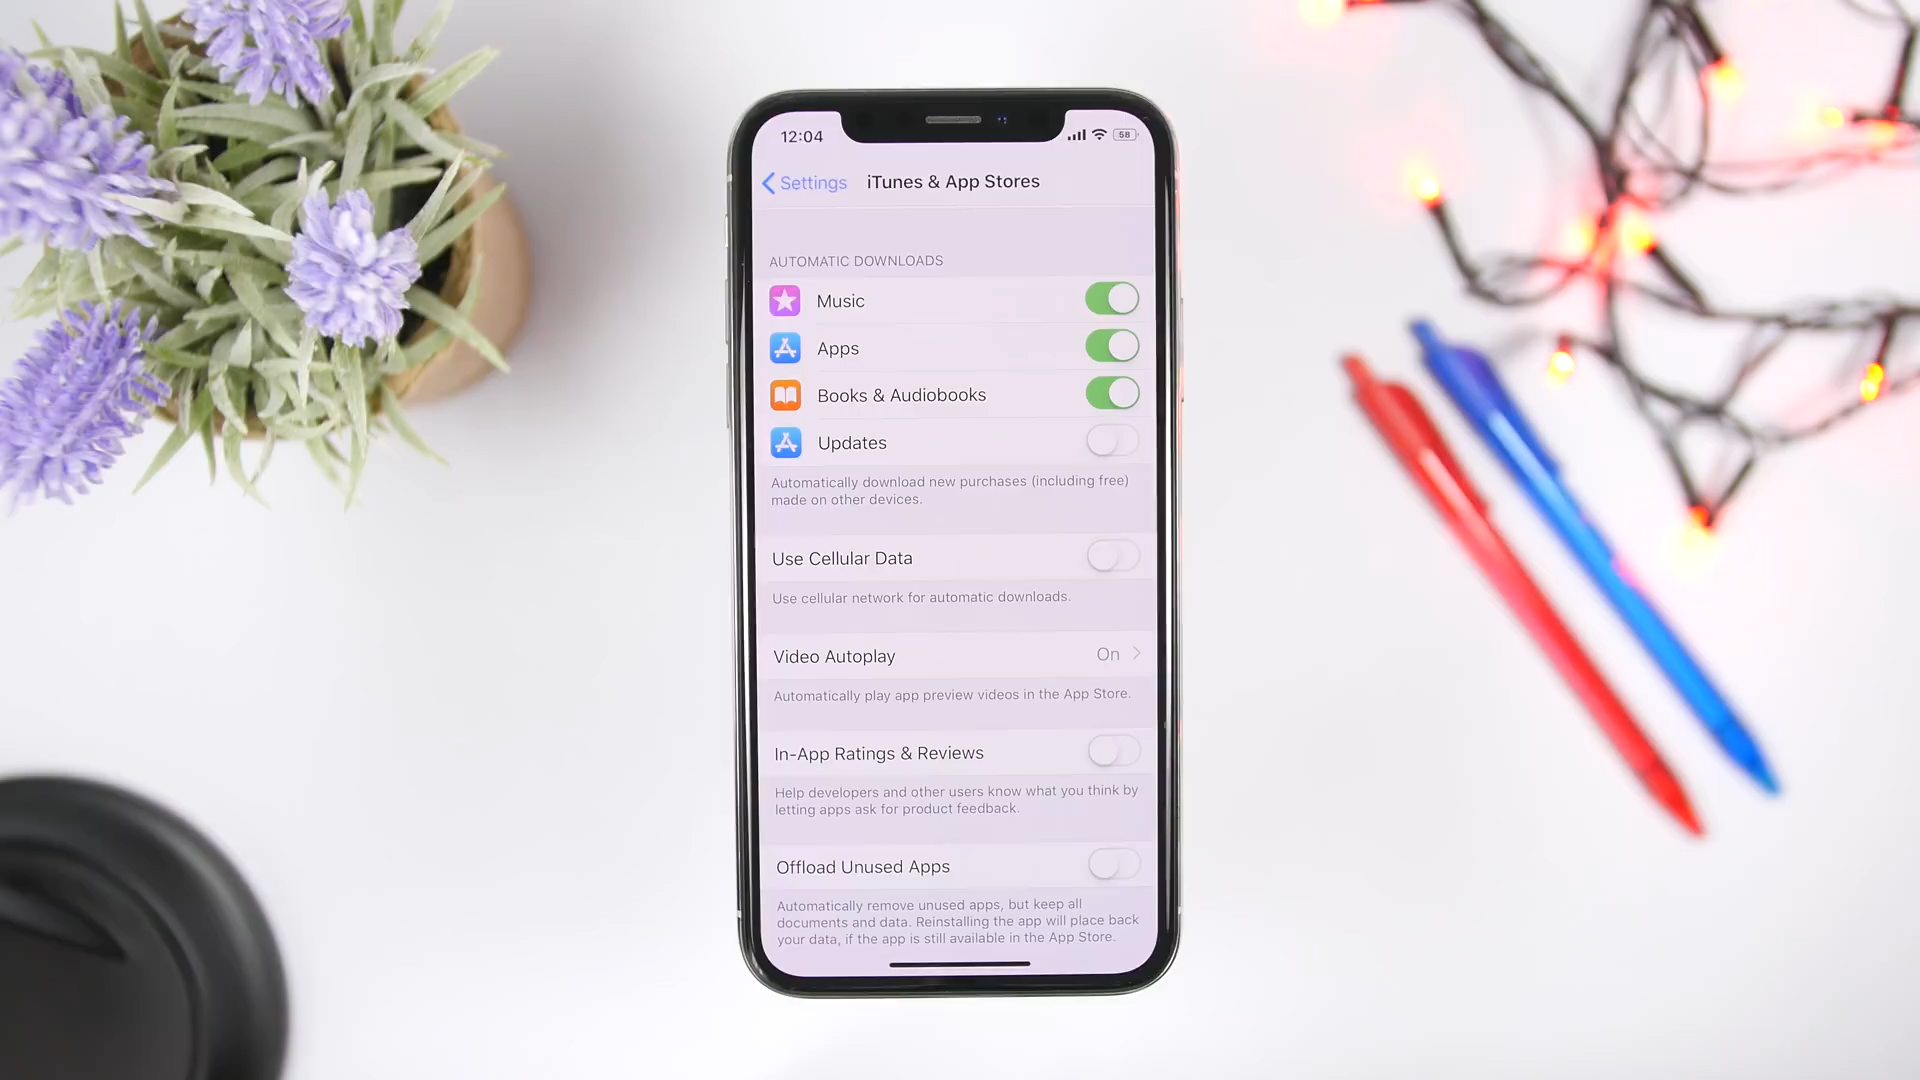 12:04
58
Settings
iTunes & App Stores
AUTOMATIC DOWNLOADS
Music
Apps
Books & Audiobooks
Updates
Automatically download new purchases (including free)
made on other devices.
Use Cellular Data
Use cellular network for automatic downloads.
Video Autoplay On
Automatically play app preview videos in the App Store.
In-App Ratings & Reviews
Help developers and other users know what you think by
letting apps ask for product feedback.
Offload Unused Apps
Automatically remove unused apps, but keep all
documents and data. Reinstalling the app will place back
your data, if the app is still available in the App Store.